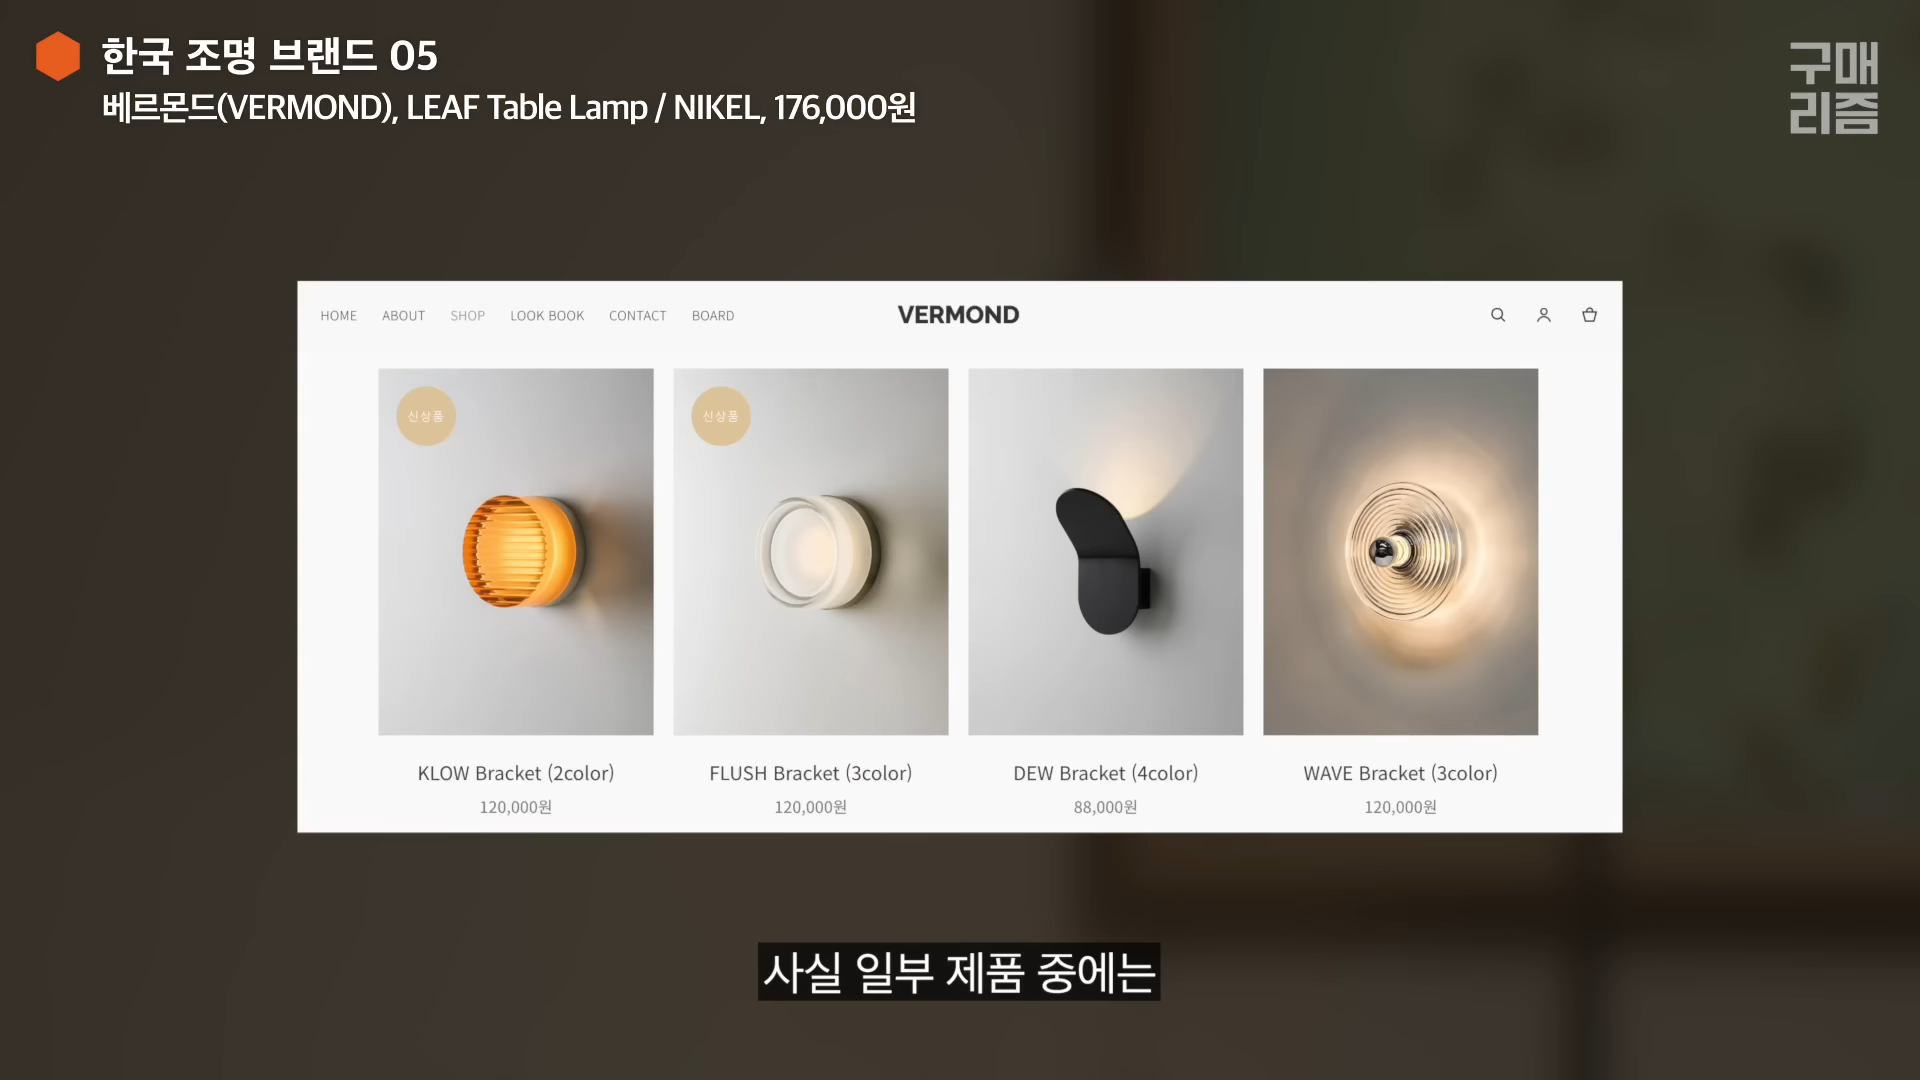 한국 조명 브랜드 05
베르몬드(VERMOND), LEAF Table Lamp / NIKEL, 176,000원
구매
리즘
HOME ABOUT SHOP LOOK BOOK CONTACT BOARD
VERMOND
신상품
신상품
KLOW Bracket (2color)
120,000원
FLUSH Bracket (3color)
120,000원
DEW Bracket (4color)
88,000원
WAVE Bracket (3color)
120,000원
사실 일부 제품 중에는